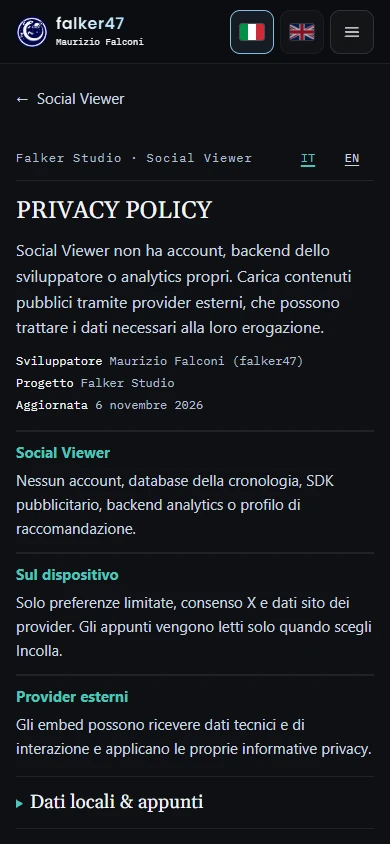 falker47
Maurizio Falconi
← Social Viewer
Falker Studio · Social Viewer
IT EN
PRIVACY POLICY
Social Viewer non ha account, backend dello
sviluppatore o analytics propri. Carica contenuti
pubblici tramite provider esterni, che possono
trattare i dati necessari alla loro erogazione.
Sviluppatore Maurizio Falconi (falker47)
Progetto Falker Studio
Aggiornata 6 novembre 2026
Social Viewer
Nessun account, database della cronologia, SDK
pubblicitario, backend analytics o profilo di
raccomandazione.
Sul dispositivo
Solo preferenze limitate, consenso X e dati sito dei
provider. Gli appunti vengono letti solo quando scegli
Incolla.
Provider esterni
Gli embed possono ricevere dati tecnici e di
interazione e applicano le proprie informative privacy.
Dati locali & appunti